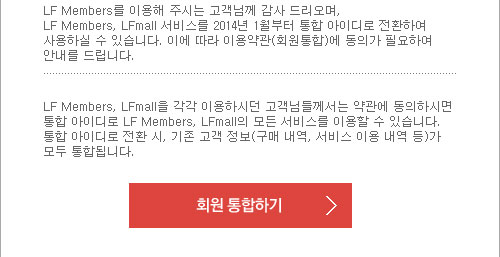 LF Members를 이용해 주시는 고객님께 감사 드리오며,
LF Members, LFmall 서비스를 2014년 1월부터 통합 아이디로 전환하여
사용하실 수 있습니다. 이에 따라 이용약관(회원통합)에 동의가 필요하여
안내를 드립니다.
LF Members, LFmall을 각각 이용하시던 고객님들께서는 약관에 동의하시면
통합 아이디로 LF Members, LFmall의 모든 서비스를 이용할 수 있습니다.
통합 아이디로 전환 시, 기존 고객 정보(구매 내역, 서비스 이용 내역 등)가
모두 통합됩니다.
회원 통합하기